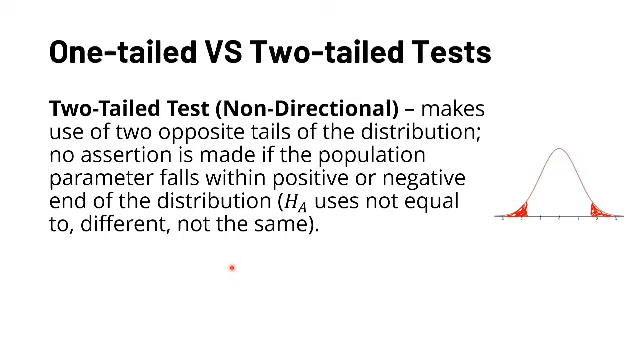 One-tailed VS Two-tailed Tests
Two-Tailed Test (Non-Directional) – makes
use of two opposite tails of the distribution;
no assertion is made if the population
parameter falls within positive or negative
end of the distribution (H_A uses not equal
to, different, not the same).